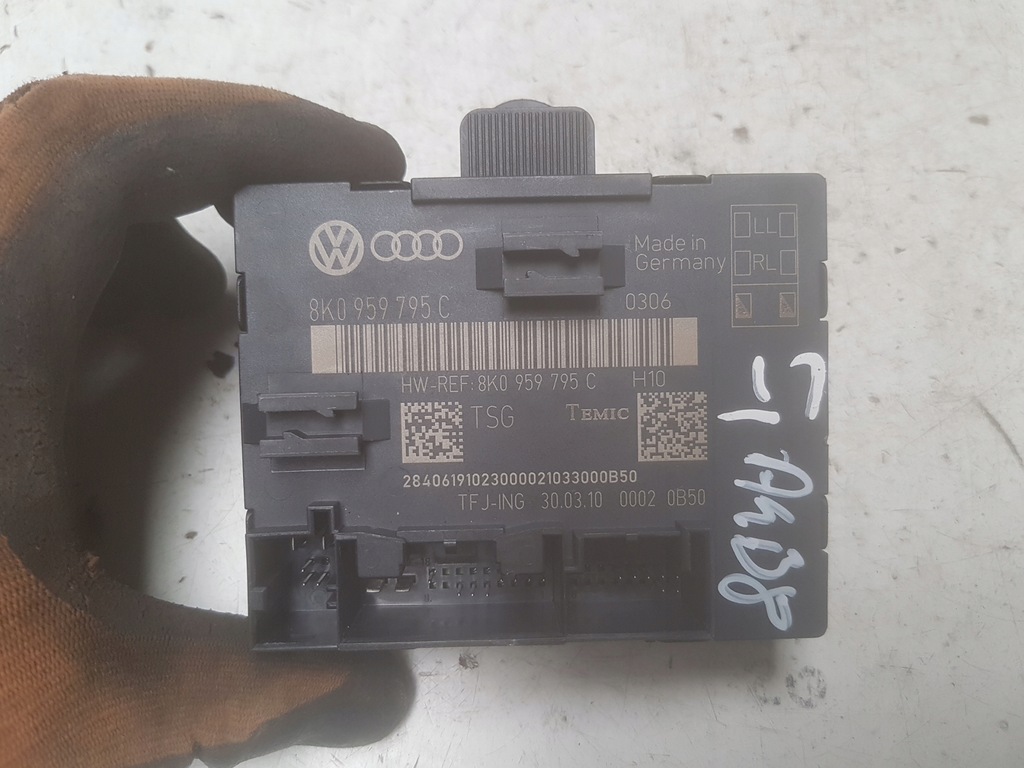 Made in
Germany
LL
RL
8K0 959 795 C
0306
HW-REF: 8K0 959 795 C H10
TSG
TEMIC
28406191023000021033000B50
TFJ-ING 30.03.10 0002 0B50